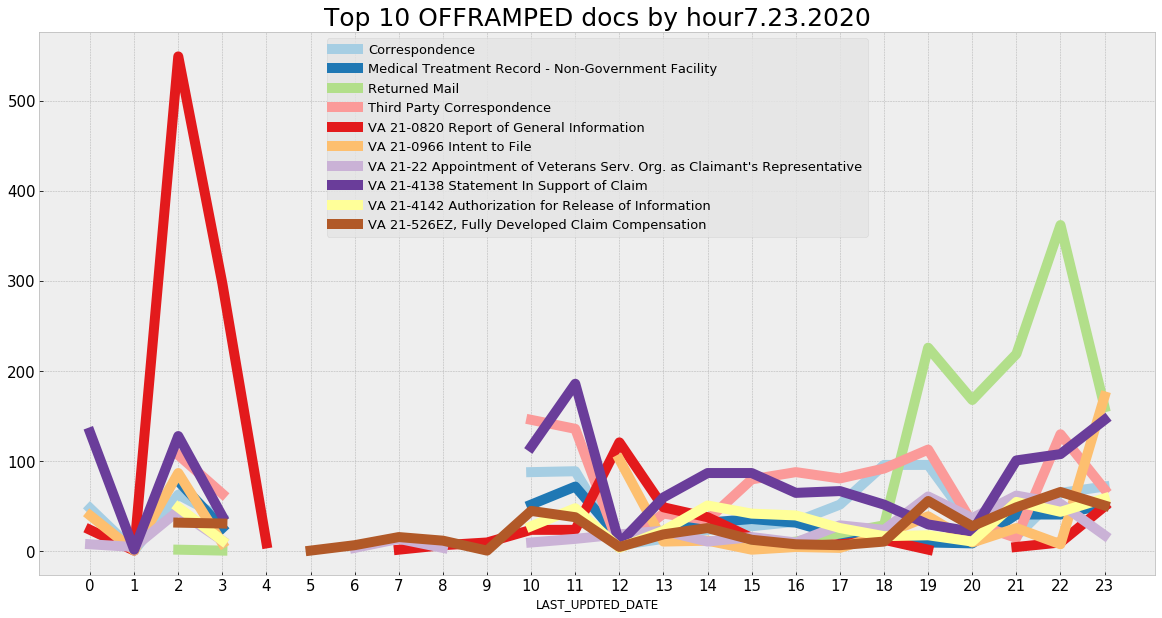 Top 10 OFFRAMPED docs by hour7.23.2020
Correspondence
Medical Treatment Record - Non-Government Facility
Returned Mail
Third Party Correspondence
VA 21-0820 Report of General Information
VA 21-0966 Intent to File
VA 21-22 Appointment of Veterans Serv. Org. as Claimant's Representative
VA 21-4138 Statement In Support of Claim
VA 21-4142 Authorization for Release of Information
VA 21-526EZ, Fully Developed Claim Compensation
500
400
300
200
100
0
0 1 2 3 4 5 6 7 8 9 10 11 12 13 14 15 16 17 18 19 20 21 22 23
LAST_UPDTED_DATE